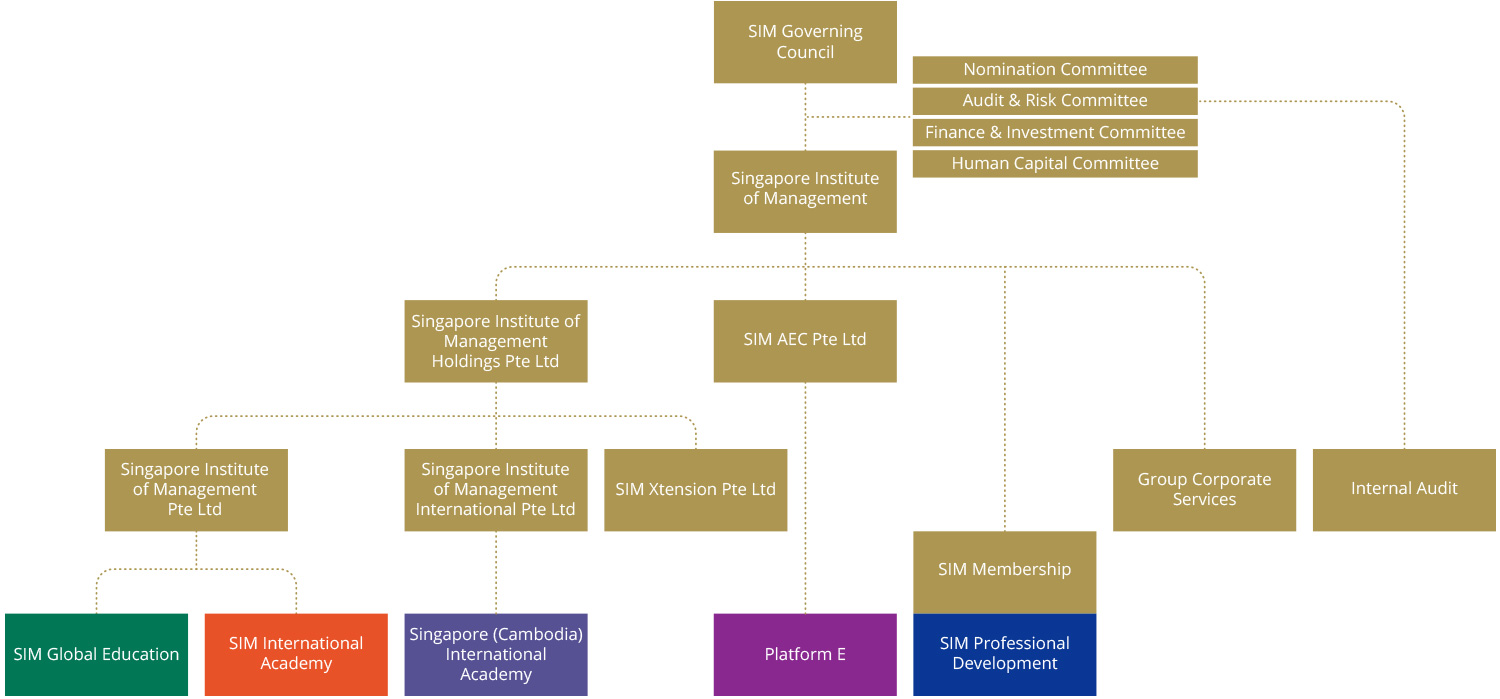 SIM Governing
Council
Nomination Committee
Audit & Risk Committee
Finance & Investment Committee
Human Capital Committee
Singapore Institute
of Management
Singapore Institute of
Management
Holdings Pte Ltd
SIM AEC Pte Ltd
Singapore Institute
of Management
Pte Ltd
Singapore Institute
of Management
International Pte Ltd
SIM Xtension Pte Ltd
Group Corporate
Services
Internal Audit
SIM Membership
SIM Global Education
SIM International
Academy
Singapore (Cambodia)
International
Academy
Platform E
SIM Professional
Development